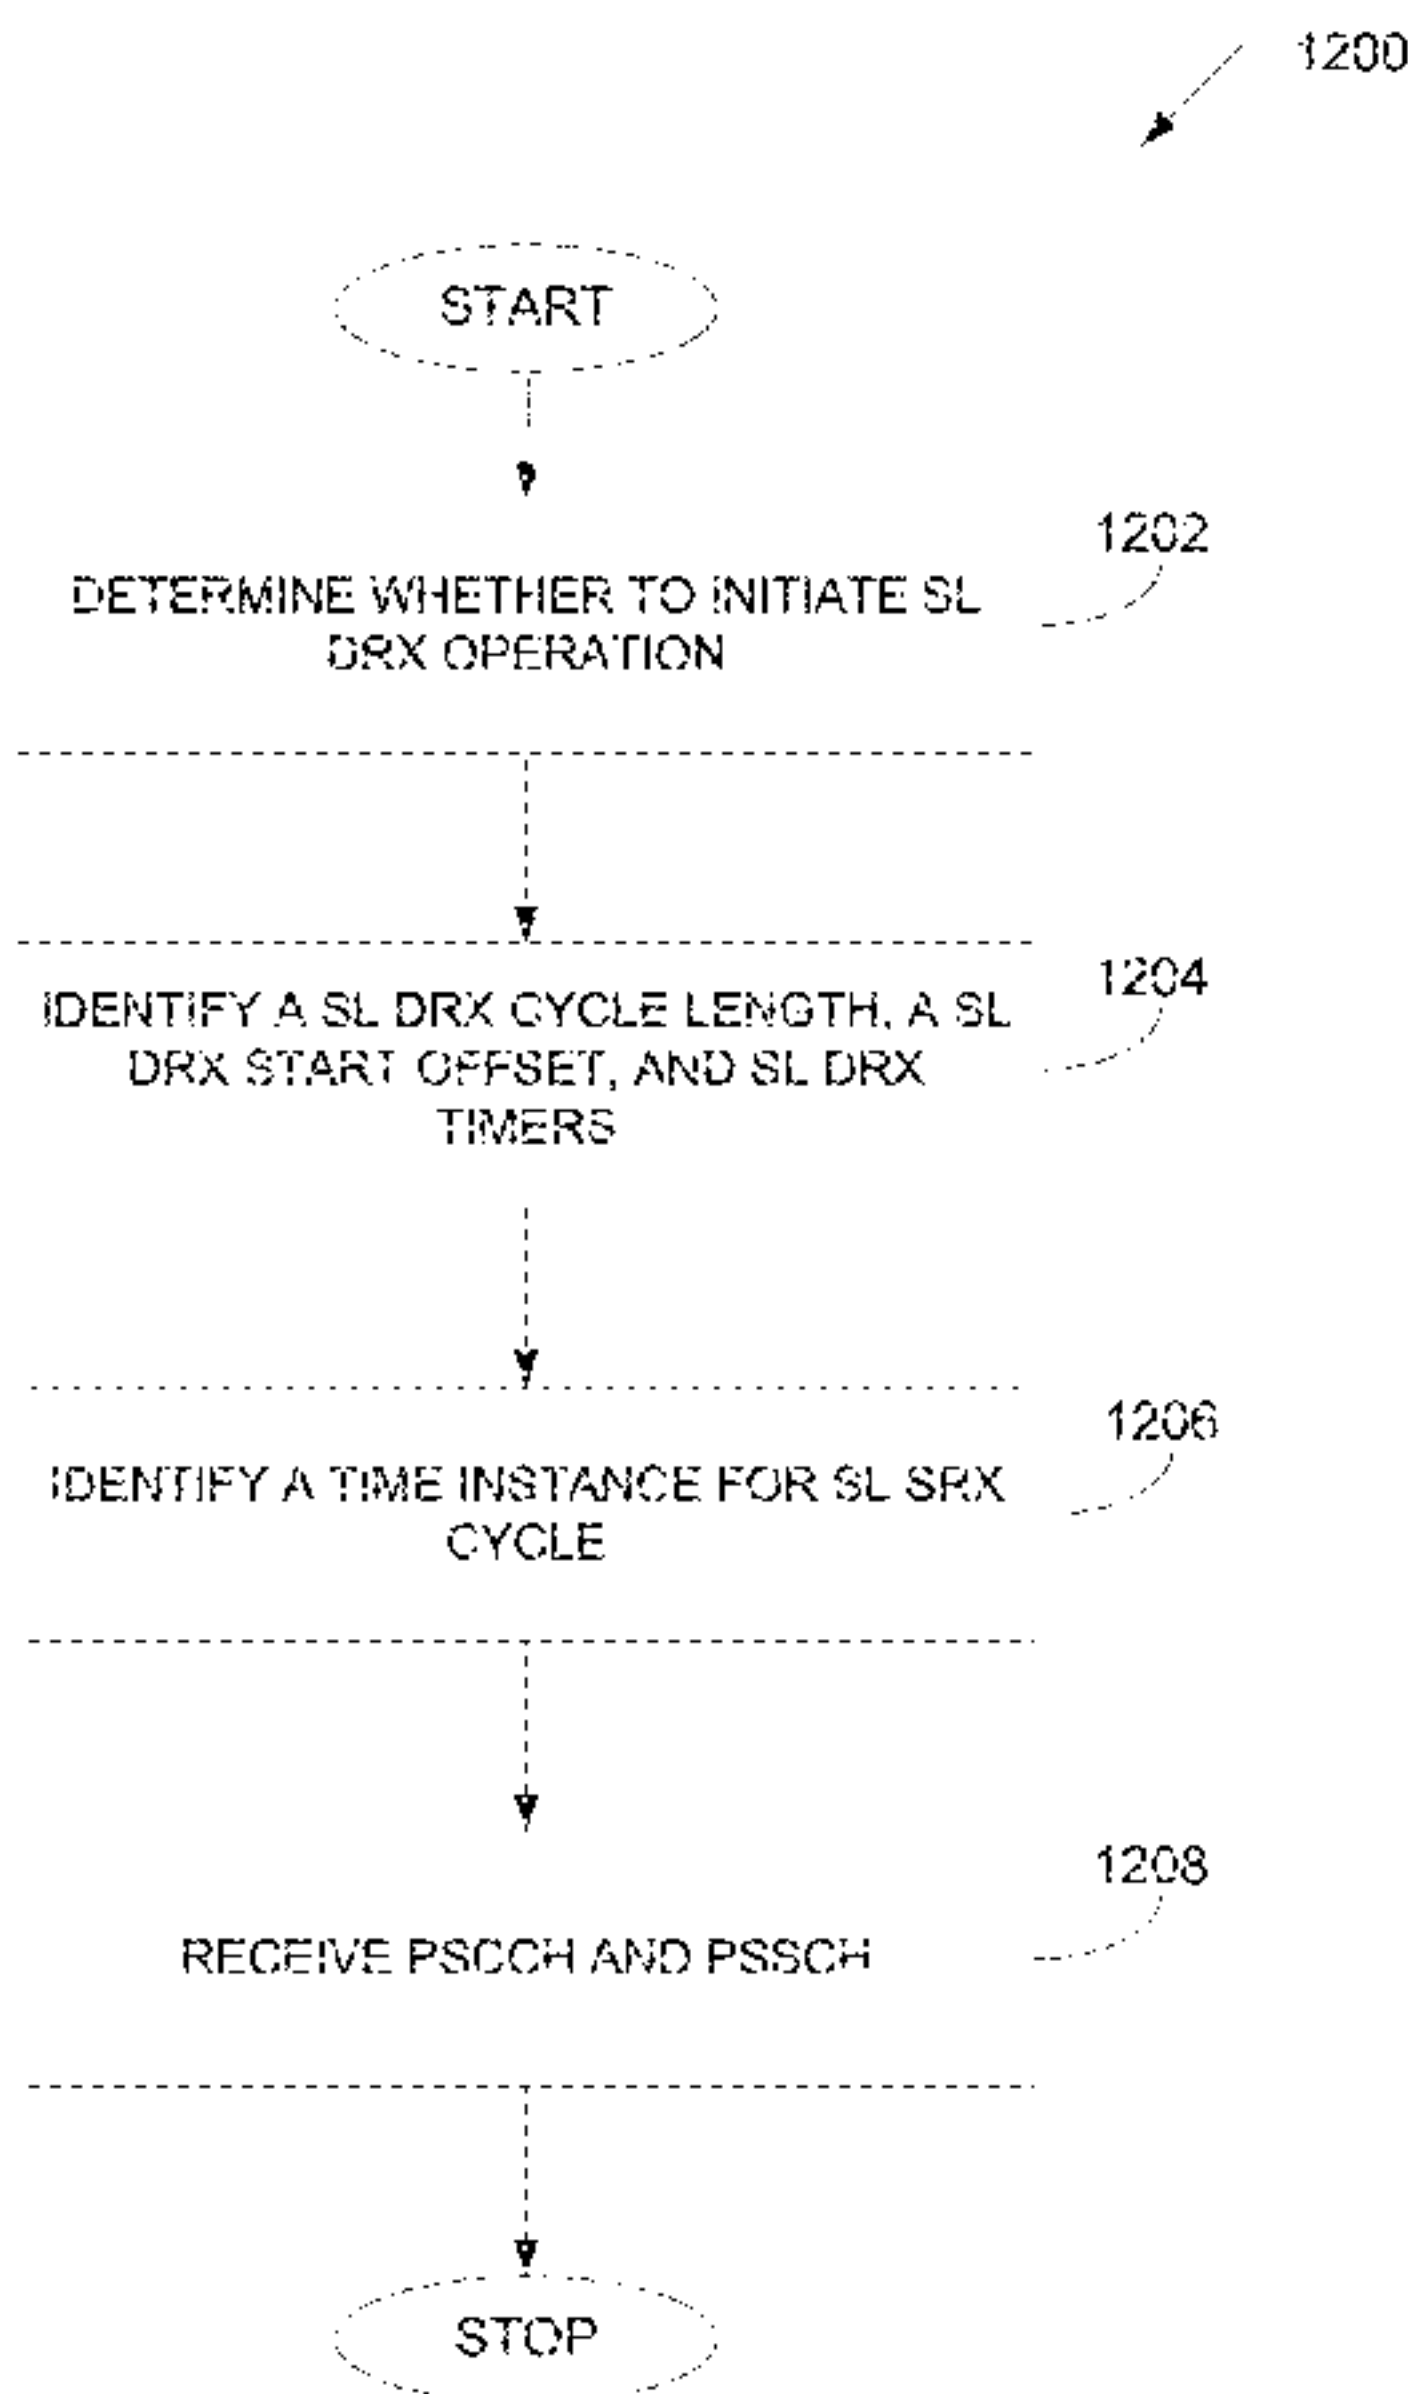 1200
START
1202
DETERMINE WHETHER TO INITIATE SL
DRX OPERATION
1204
IDENTIFY A SL DRX CYCLE LENGTH, A SL
DRX START OFFSET, AND SL DRX
TIMERS
1206
IDENTIFY A TIME INSTANCE FOR SL SRX
CYCLE
1208
RECEIVE PSCCH AND PSSCH
STOP